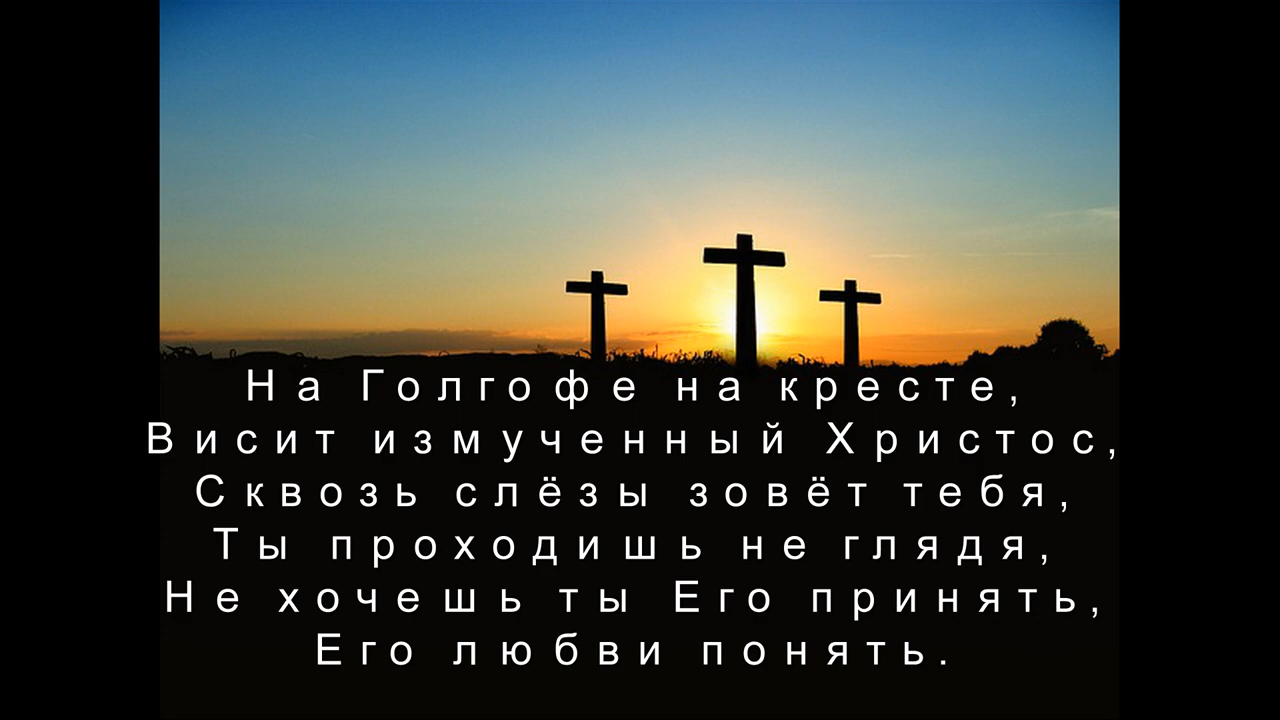 На Голгофе на кресте,
Висит измученный Христос,
Сквозь слёзы зовёт тебя,
Ты проходишь не глядя,
Не хочешь ты Его принять,
Его любви понять.